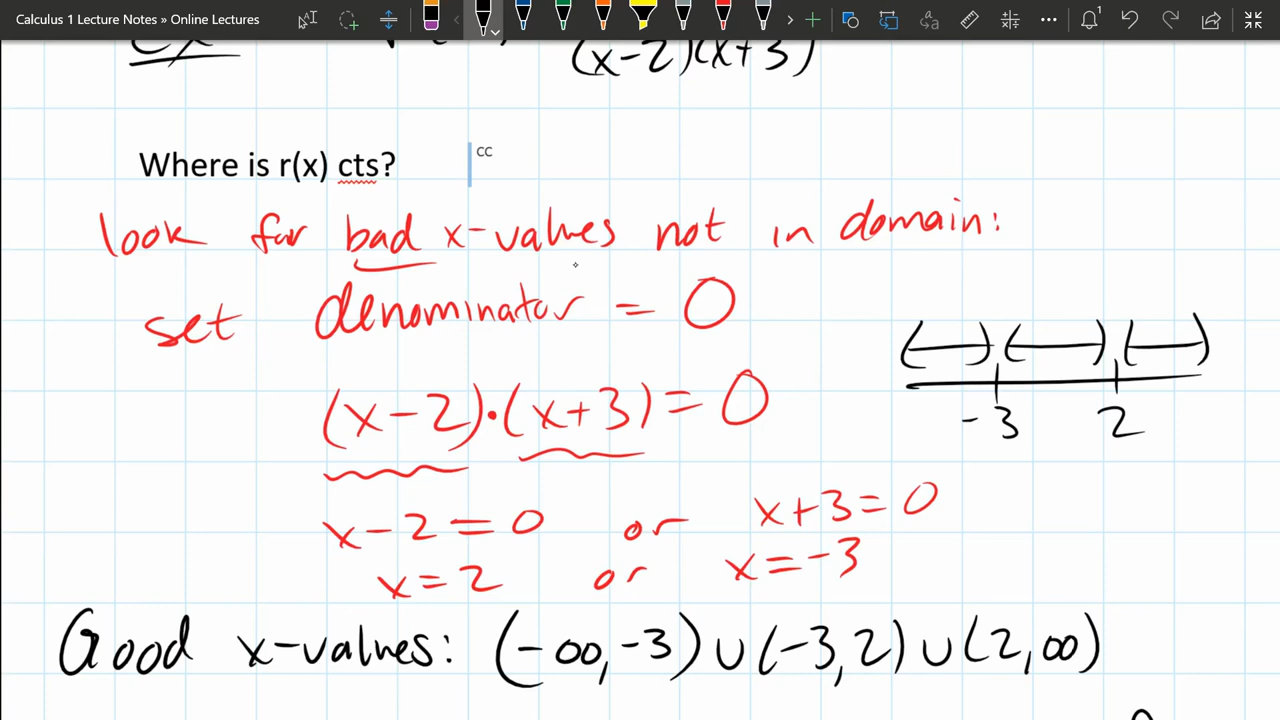 Calculus 1 Lecture Notes » Online Lectures
Ex
(x-2)(x+3)
Where is r(x) cts?
cc
look for bad x-values not in domain:
set denominator = 0
(x-2)·(x+3)=0
-3 2
x-2=0 or x+3=0
x=2 or x=-3
Good x-values: (-∞,-3)∪(-3,2)∪(2,∞)